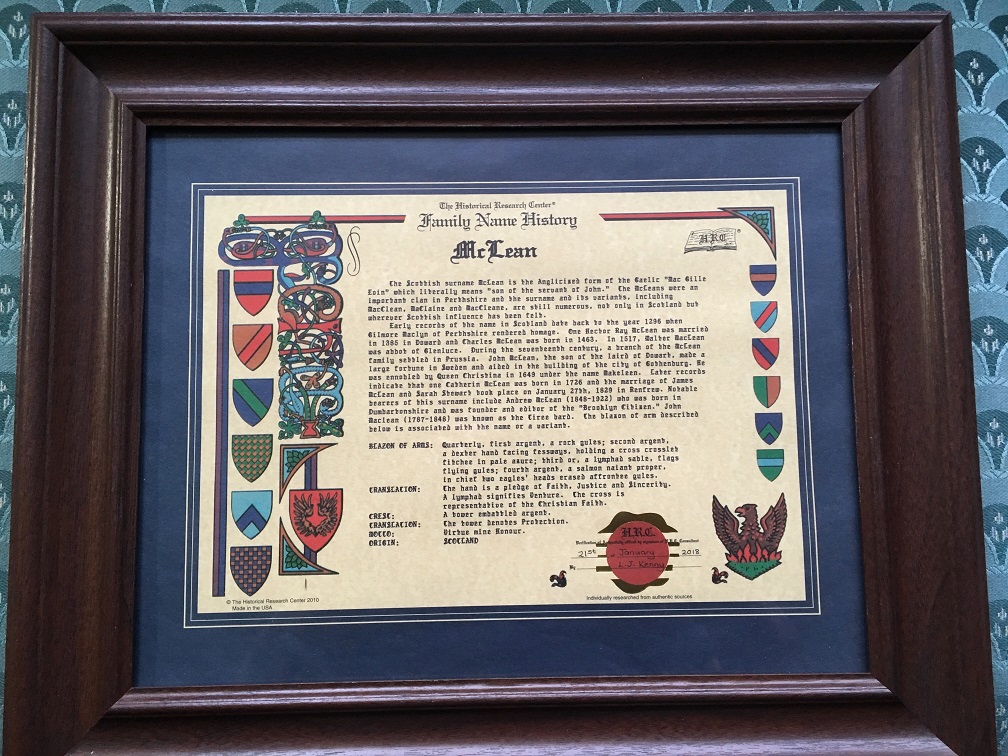 The Historical Research Center®
Family Name History
McLean
H.R.C.®
The Scottish surname McLean is the Anglicized form of the Gaelic "Mac Gille
Eoin" which literally means "son of the servant of John." The McLeans were an
important clan in Perthshire and the surname and its variants, including
MacClean, McClaine and MacCleane, are still numerous, not only in Scotland but
wherever Scottish influence has been felt.
Early records of the name in Scotland date back to the year 1296 when
Gilmore Maclyn of Perthshire rendered homage. One Hector Ray McLean was married
in 1385 in Dowart and Charles McLean was born in 1463. In 1517, Walter MacLean
was abbot of Glenluce. During the seventeenth century, a branch of the McLean
family settled in Prussia. John McLean, the son of the laird of Dowart, made a
large fortune in Sweden and aided in the building of the city of Gothenburg. He
was ennobled by Queen Christina in 1649 under the name Makeleen. Later records
indicate that one Catherin McLean was born in 1736 and the marriage of James
McLean and Sarah Stewart took place on January 27th, 1829 in Renfrew. Notable
bearers of this surname include Andrew McLean (1848-1922) who was born in
Dumbartonshire and was founder and editor of the "Brooklyn Citizen." John
Maclean (1787-1848) was known as the Tiree bard. The blazon of arm described
below is associated with the name or a variant.
BLAZON OF ARMS: Quarterly, first argent, a rock gules; second argent,
a dexter hand facing fessways, holding a cross crosslet
fitchee in pale azure; third or, a lymphad sable, flags
flying gules; fourth argent, a salmon naiant proper,
in chief two eagles' heads erased affrontee gules.
TRANSLATION: The hand is a pledge of Faith, Justice and Sincerity.
A lymphad signifies Venture. The cross is
representative of the Christian Faith.
CREST: A tower embattled argent.
TRANSLATION: The tower denotes Protection.
MOTTO: Virtue mine Honour.
ORIGIN: SCOTLAND
H.R.C.
21st January 2018
By L.J. Kenny
© The Historical Research Center 2010
Made in the USA
Individually researched from authentic sources